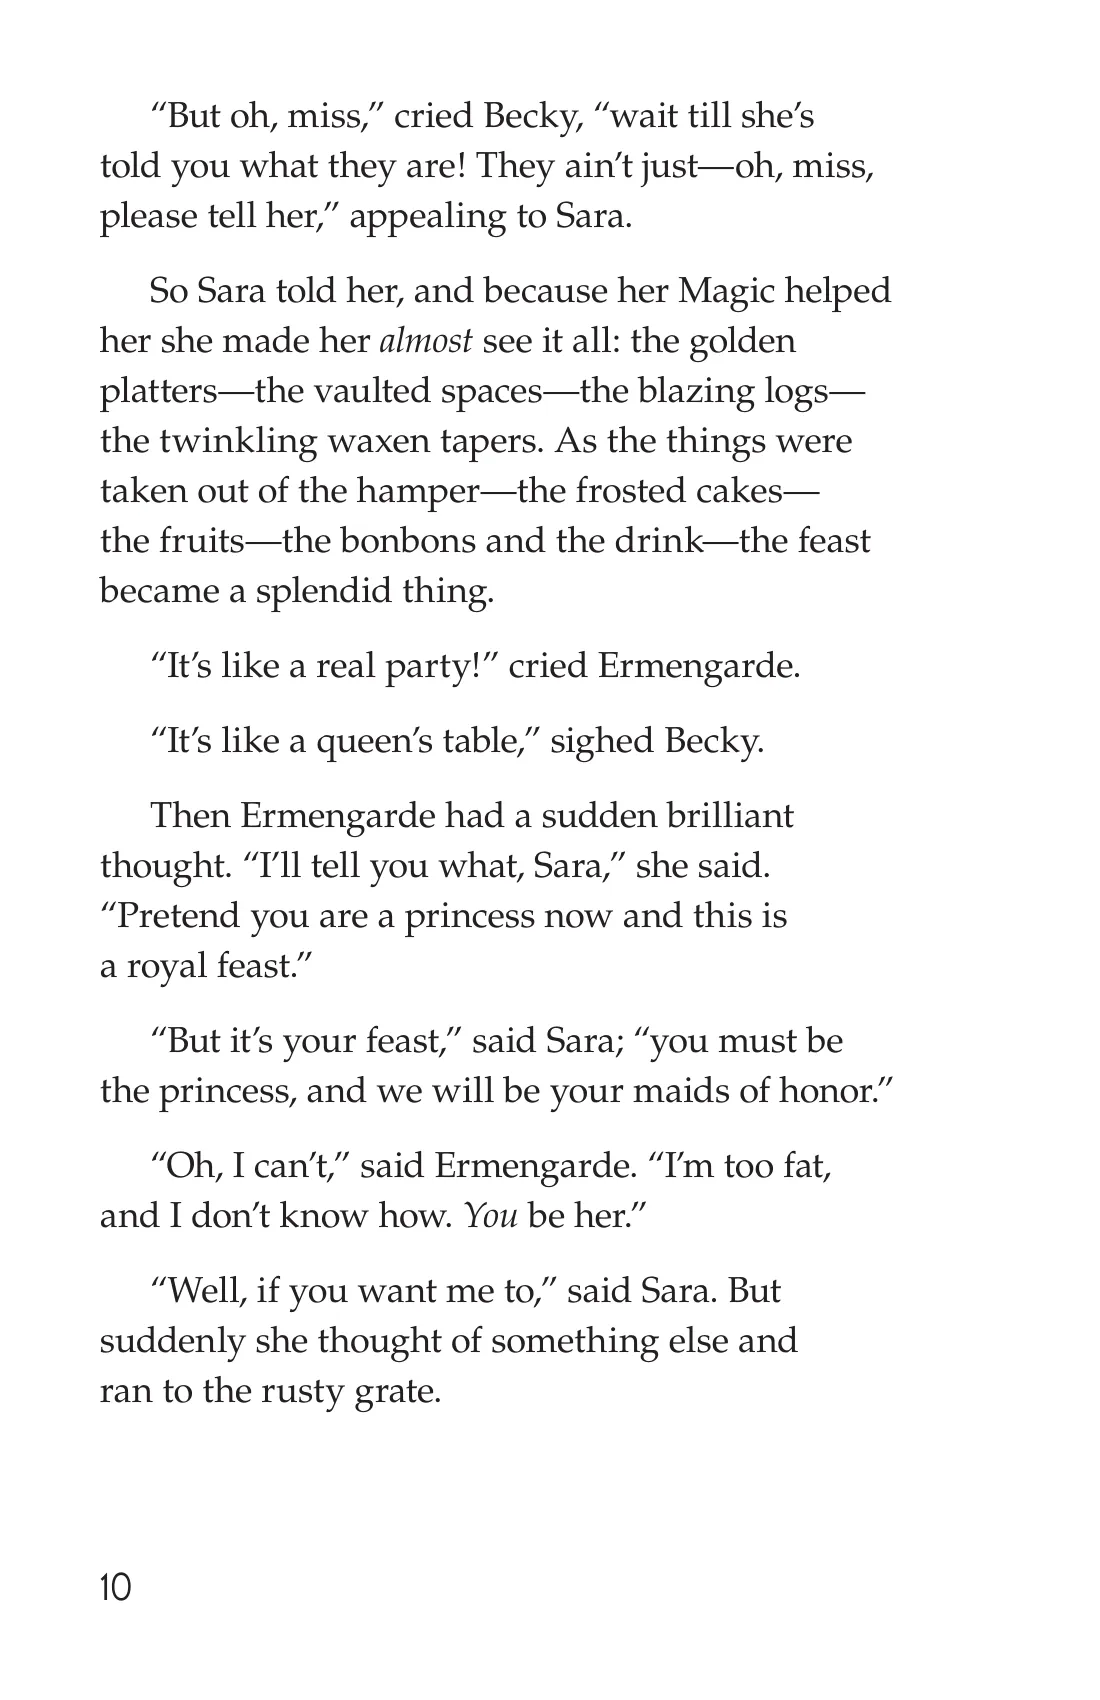 “But oh, miss,” cried Becky, “wait till she’s
told you what they are! They ain’t just—oh, miss,
please tell her,” appealing to Sara.
So Sara told her, and because her Magic helped
her she made her almost see it all: the golden
platters—the vaulted spaces—the blazing logs—
the twinkling waxen tapers. As the things were
taken out of the hamper—the frosted cakes—
the fruits—the bonbons and the drink—the feast
became a splendid thing.
“It’s like a real party!” cried Ermengarde.
“It’s like a queen’s table,” sighed Becky.
Then Ermengarde had a sudden brilliant
thought. “I’ll tell you what, Sara,” she said.
“Pretend you are a princess now and this is
a royal feast.”
“But it’s your feast,” said Sara; “you must be
the princess, and we will be your maids of honor.”
“Oh, I can’t,” said Ermengarde. “I’m too fat,
and I don’t know how. You be her.”
“Well, if you want me to,” said Sara. But
suddenly she thought of something else and
ran to the rusty grate.
10